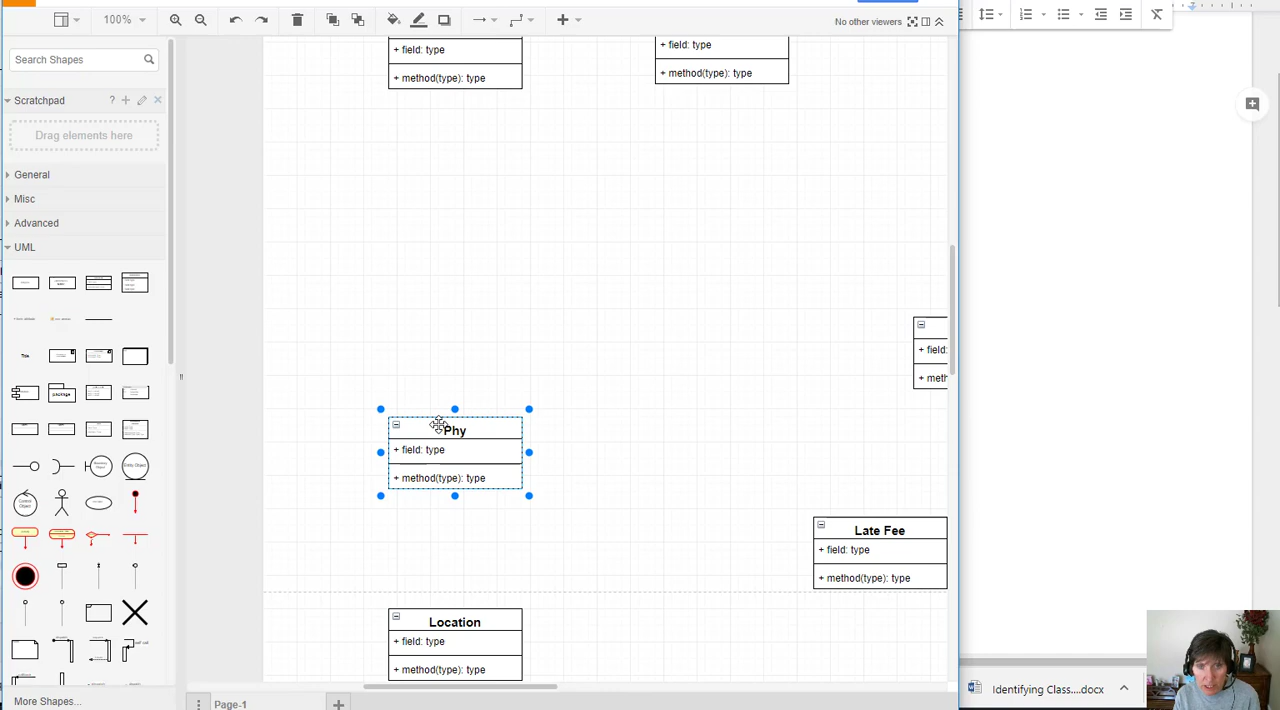 100%
No other viewers
Search Shapes
Scratchpad
?
Drag elements here
General
Misc
Advanced
UML
Title
package
More Shapes...
+ field: type
+ method(type): type
+ field: type
+ method(type): type
Phy
+ field: type
+ method(type): type
+ field:
+ meth
Late Fee
+ field: type
+ method(type): type
Location
+ field: type
+ method(type): type
Page-1
Identifying Class....docx